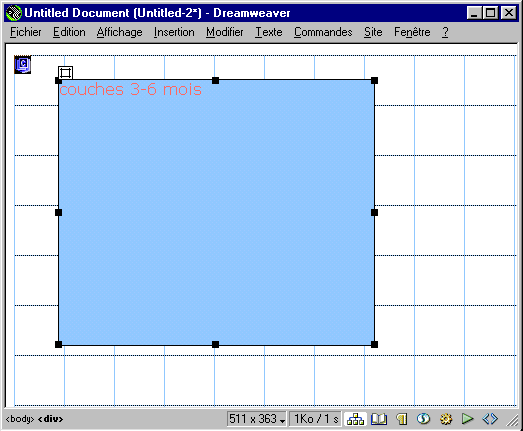 Untitled Document (Untitled-2*) - Dreamweaver
Fichier Edition Affichage Insertion Modifier Texte Commandes Site Fenêtre ?
C
couches 3-6 mois
<body> <div> 511 x 363 1Ko / 1 s